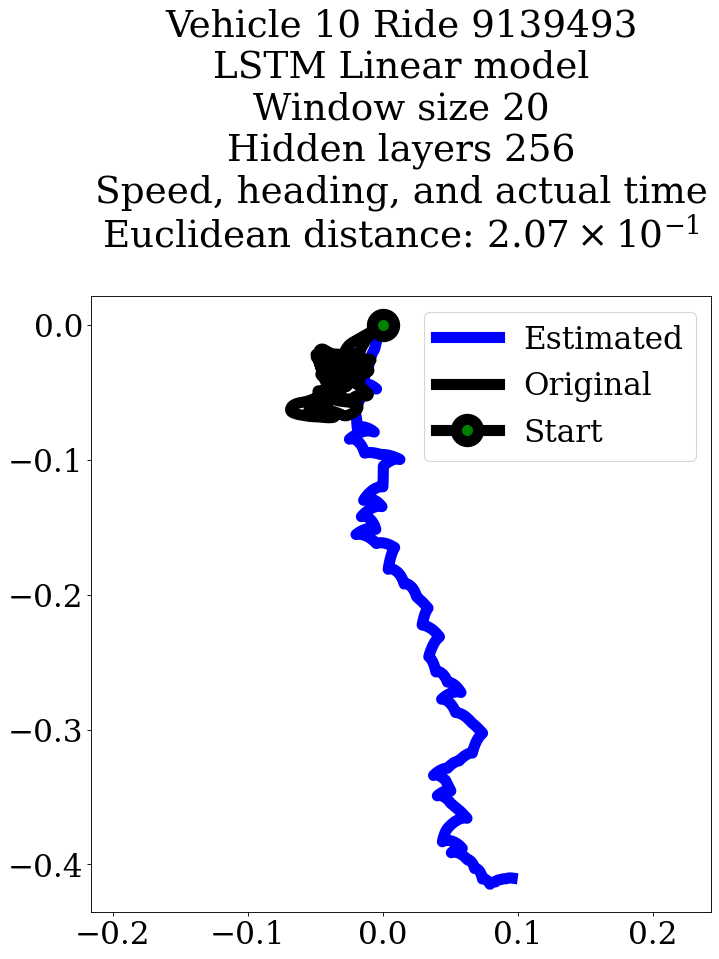 Vehicle 10 Ride 9139493
LSTM Linear model
Window size 20
Hidden layers 256
Speed, heading, and actual time
Euclidean distance: 2.07 × 10⁻¹
Estimated
Original
Start
0.0
−0.1
−0.2
−0.3
−0.4
−0.2 −0.1 0.0 0.1 0.2